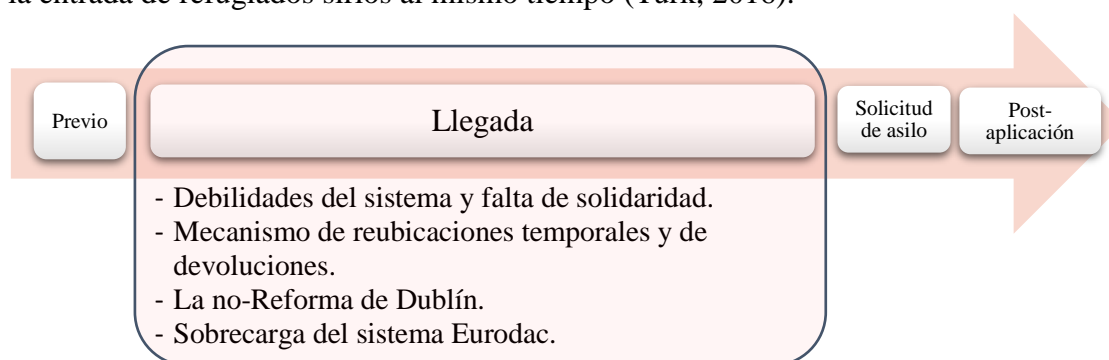 la entrada de refugiados sirios al mismo tiempo (Türk, 2016).
Previo
Llegada
Solicitud
de asilo
Post-
aplicación
- Debilidades del sistema y falta de solidaridad.
- Mecanismo de reubicaciones temporales y de
devoluciones.
- La no-Reforma de Dublín.
- Sobrecarga del sistema Eurodac.